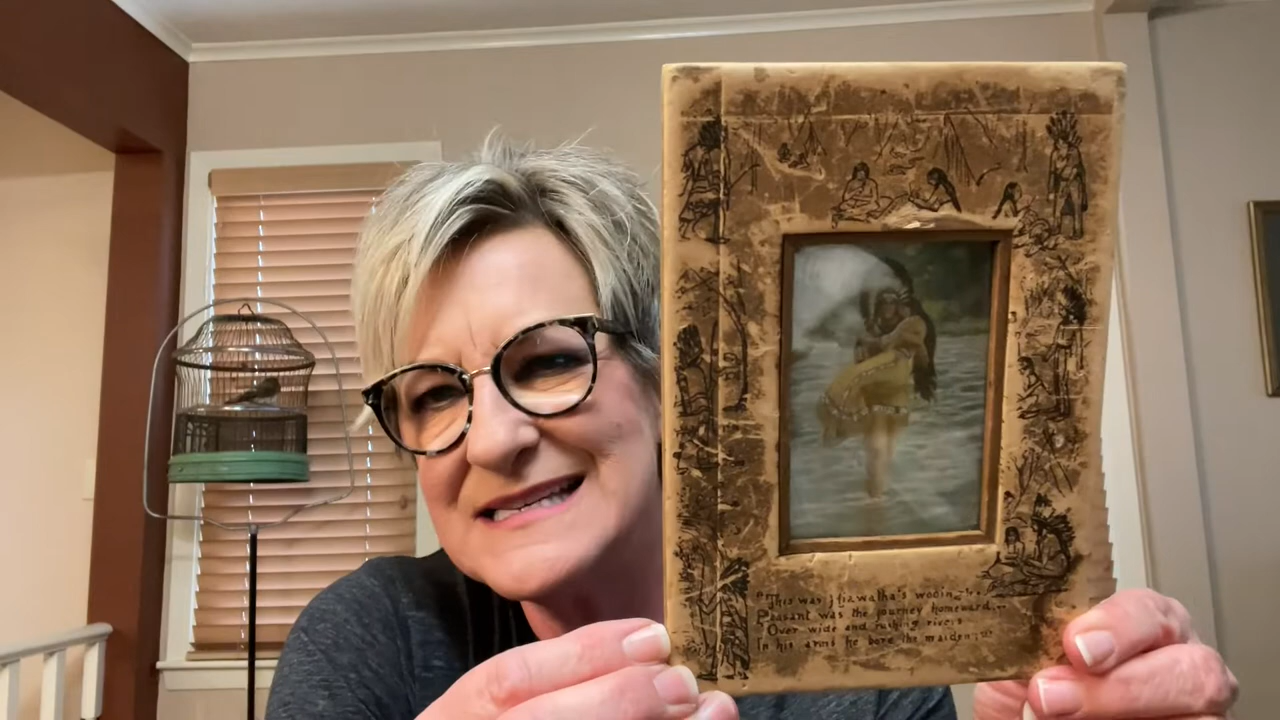 "This was Hiawatha's wooing,
Pleasant was the journey homeward...
Over wide and rushing rivers
In his arms he bore the maiden;"